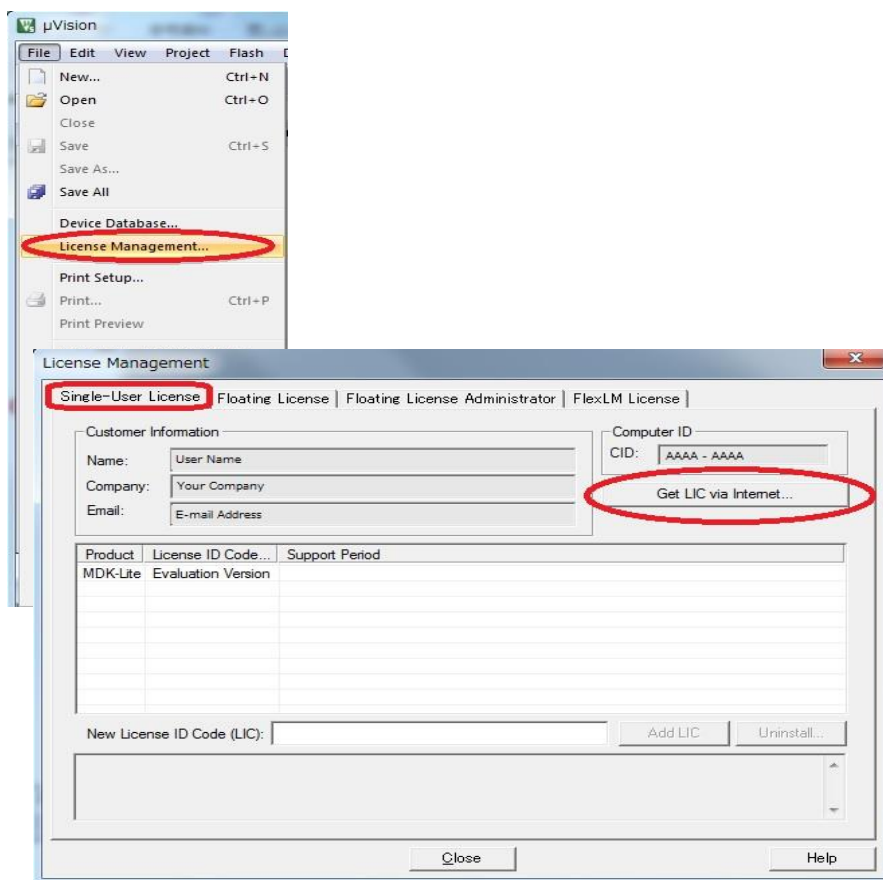 µVision
File Edit View Project Flash
New... Ctrl+N
Open Ctrl+O
Close
Save Ctrl+S
Save As...
Save All
Device Database...
License Management...
Print Setup...
Print... Ctrl+P
Print Preview
License Management
Single-User License Floating License Floating License Administrator FlexLM License
Customer Information
Name: User Name
Company: Your Company
Email: E-mail Address
Computer ID
CID: AAAA - AAAA
Get LIC via Internet...
Product License ID Code... Support Period
MDK-Lite Evaluation Version
New License ID Code (LIC): Add LIC Uninstall...
Close Help